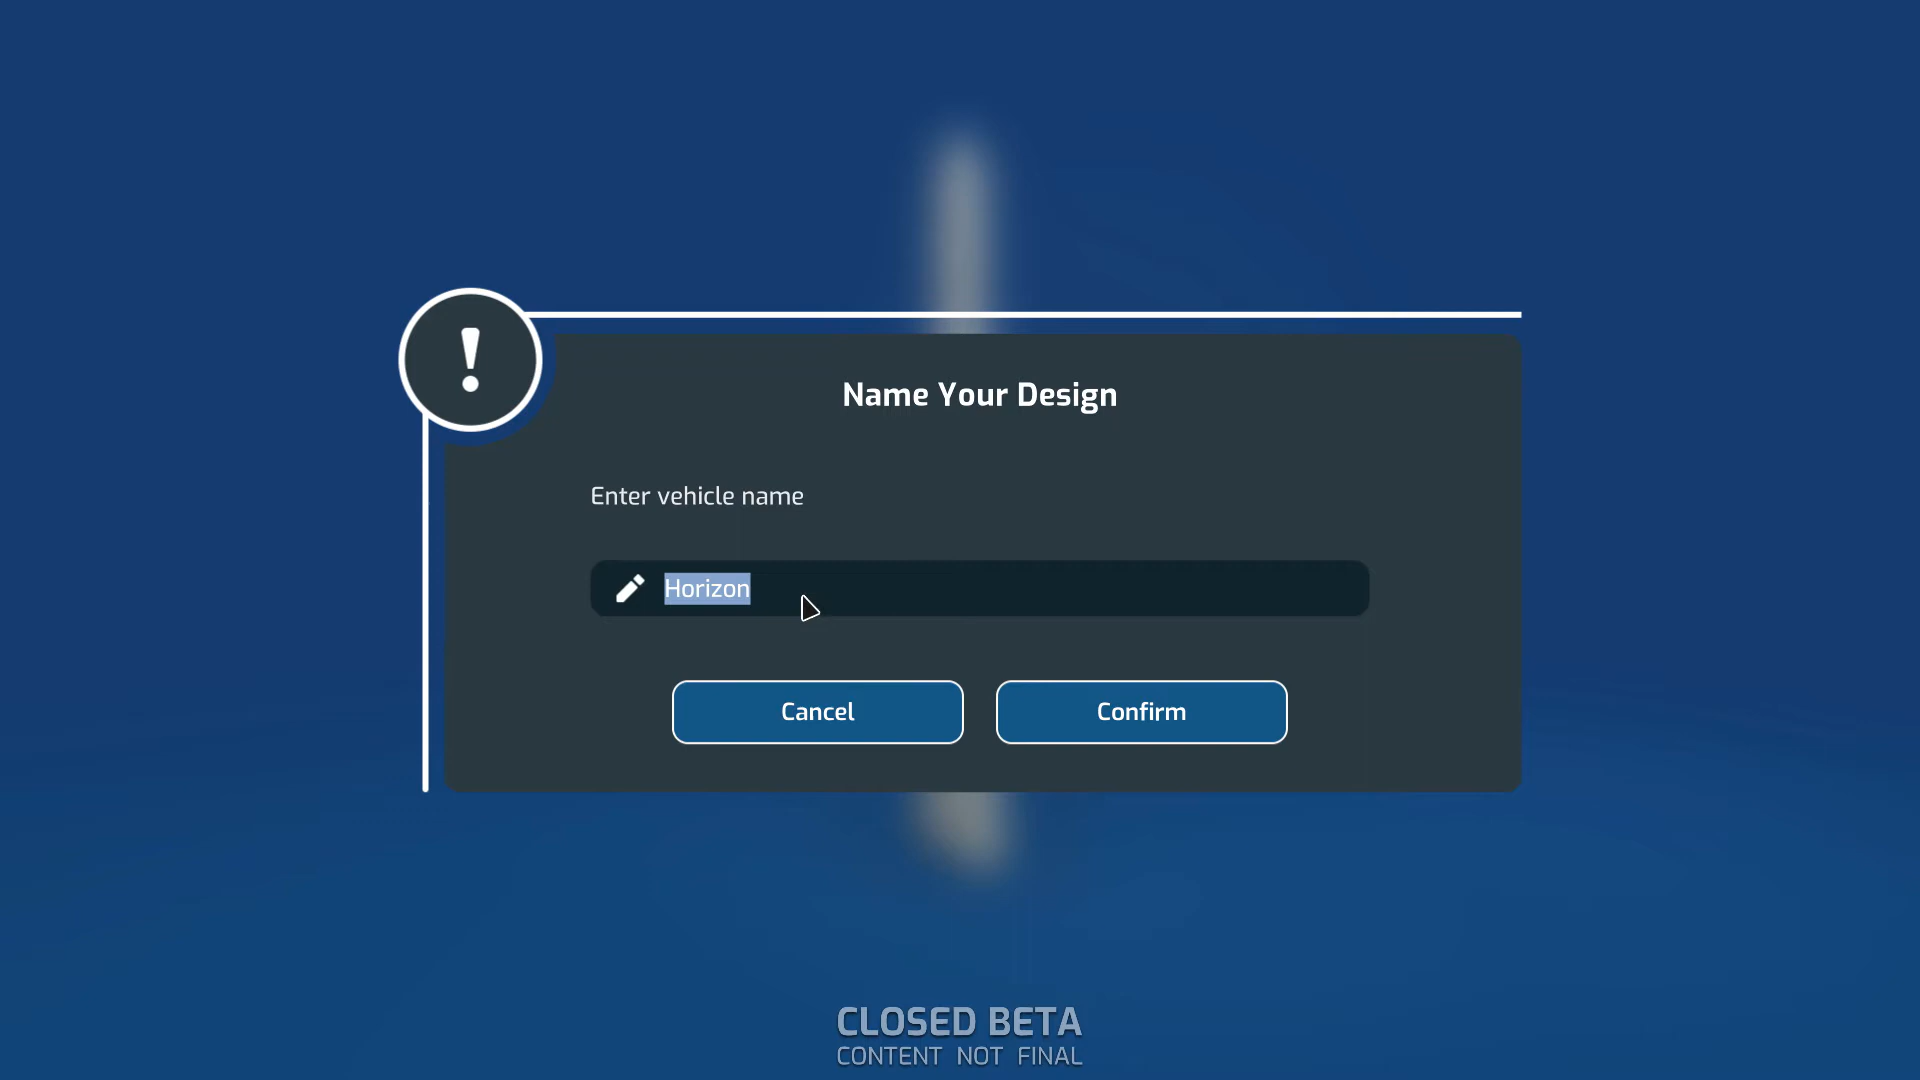 !
Name Your Design
Enter vehicle name
Horizon
Cancel
Confirm
CLOSED BETA
CONTENT NOT FINAL